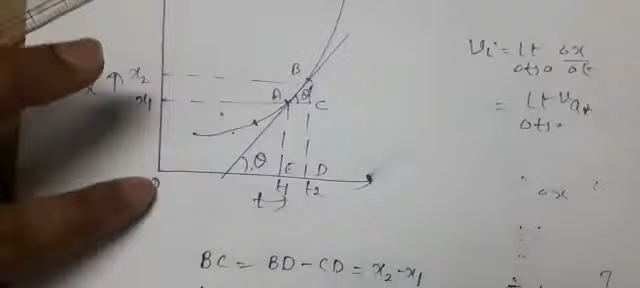 x ↑ x2
x1
B
A θ C
θ
E D
t1 t2
t →
O
Vi = Lt Δx/Δt
Δt→0
= Lt Vav
Δt→0
Δx
BC = BD - CD = x2 - x1